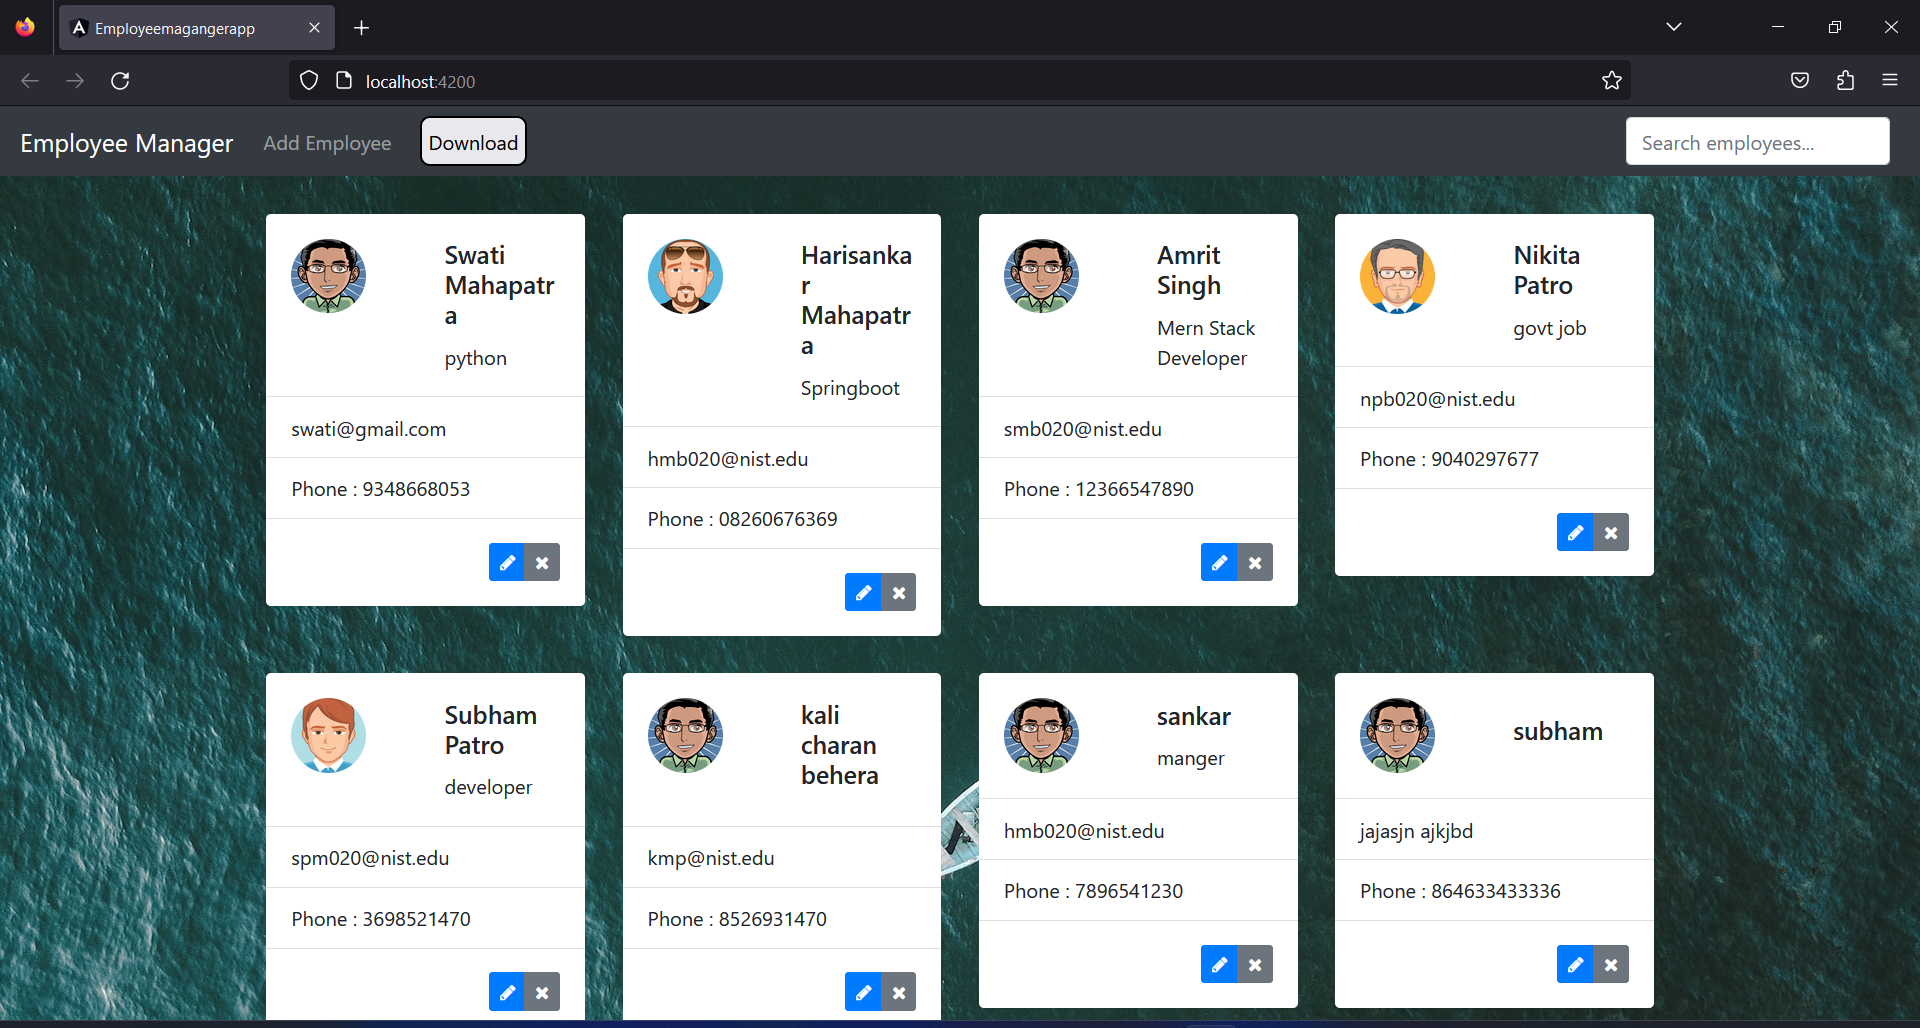 Employeemagangerapp
localhost:4200
Employee Manager
Add Employee
Download
Search employees...
Swati
Mahapatr
a
python
swati@gmail.com
Phone : 9348668053
Harisanka
r
Mahapatr
a
Springboot
hmb020@nist.edu
Phone : 08260676369
Amrit
Singh
Mern Stack
Developer
smb020@nist.edu
Phone : 12366547890
Nikita
Patro
govt job
npb020@nist.edu
Phone : 9040297677
Subham
Patro
developer
spm020@nist.edu
Phone : 3698521470
kali
charan
behera
kmp@nist.edu
Phone : 8526931470
sankar
manger
hmb020@nist.edu
Phone : 7896541230
subham
jajasjn ajkjbd
Phone : 864633433336